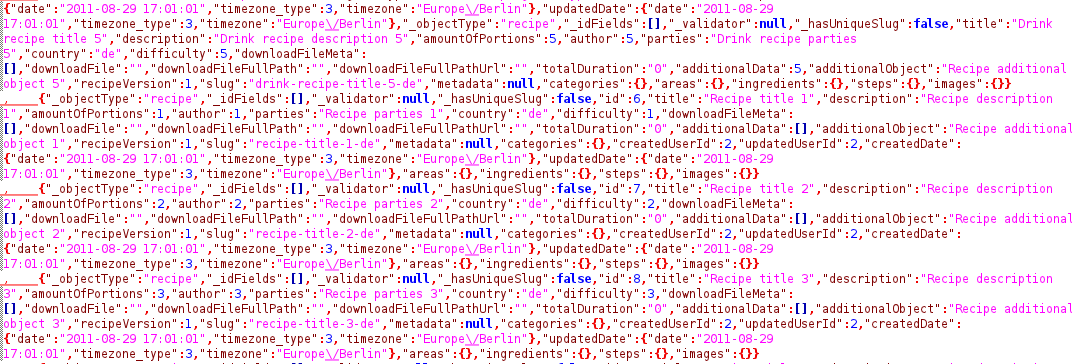 {"date":"2011-08-29 17:01:01","timezone_type":3,"timezone":"Europe\/Berlin"},"updatedDate":{"date":"2011-08-29
17:01:01","timezone_type":3,"timezone":"Europe\/Berlin"},"_objectType":"recipe","_idFields":[],"_validator":null,"_hasUniqueSlug":false,"title":"Drink
recipe title 5","description":"Drink recipe description 5","amountOfPortions":5,"author":5,"parties":"Drink recipe parties
5","country":"de","difficulty":5,"downloadFileMeta":
[],"downloadFile":"","downloadFileFullPath":"","downloadFileFullPathUrl":"","totalDuration":"0","additionalData":5,"additionalObject":"Recipe additional
object 5","recipeVersion":1,"slug":"drink-recipe-title-5-de","metadata":null,"categories":{},"areas":{},"ingredients":{},"steps":{},"images":{}}
,    {"_objectType":"recipe","_idFields":[],"_validator":null,"_hasUniqueSlug":false,"id":6,"title":"Recipe title 1","description":"Recipe description
1","amountOfPortions":1,"author":1,"parties":"Recipe parties 1","country":"de","difficulty":1,"downloadFileMeta":
[],"downloadFile":"","downloadFileFullPath":"","downloadFileFullPathUrl":"","totalDuration":"0","additionalData":[],"additionalObject":"Recipe additional
object 1","recipeVersion":1,"slug":"recipe-title-1-de","metadata":null,"categories":{},"createdUserId":2,"updatedUserId":2,"createdDate":
{"date":"2011-08-29 17:01:01","timezone_type":3,"timezone":"Europe\/Berlin"},"updatedDate":{"date":"2011-08-29
17:01:01","timezone_type":3,"timezone":"Europe\/Berlin"},"areas":{},"ingredients":{},"steps":{},"images":{}}
,    {"_objectType":"recipe","_idFields":[],"_validator":null,"_hasUniqueSlug":false,"id":7,"title":"Recipe title 2","description":"Recipe description
2","amountOfPortions":2,"author":2,"parties":"Recipe parties 2","country":"de","difficulty":2,"downloadFileMeta":
[],"downloadFile":"","downloadFileFullPath":"","downloadFileFullPathUrl":"","totalDuration":"0","additionalData":[],"additionalObject":"Recipe additional
object 2","recipeVersion":1,"slug":"recipe-title-2-de","metadata":null,"categories":{},"createdUserId":2,"updatedUserId":2,"createdDate":
{"date":"2011-08-29 17:01:01","timezone_type":3,"timezone":"Europe\/Berlin"},"updatedDate":{"date":"2011-08-29
17:01:01","timezone_type":3,"timezone":"Europe\/Berlin"},"areas":{},"ingredients":{},"steps":{},"images":{}}
,    {"_objectType":"recipe","_idFields":[],"_validator":null,"_hasUniqueSlug":false,"id":8,"title":"Recipe title 3","description":"Recipe description
3","amountOfPortions":3,"author":3,"parties":"Recipe parties 3","country":"de","difficulty":3,"downloadFileMeta":
[],"downloadFile":"","downloadFileFullPath":"","downloadFileFullPathUrl":"","totalDuration":"0","additionalData":[],"additionalObject":"Recipe additional
object 3","recipeVersion":1,"slug":"recipe-title-3-de","metadata":null,"categories":{},"createdUserId":2,"updatedUserId":2,"createdDate":
{"date":"2011-08-29 17:01:01","timezone_type":3,"timezone":"Europe\/Berlin"},"updatedDate":{"date":"2011-08-29
17:01:01","timezone_type":3,"timezone":"Europe\/Berlin"},"areas":{},"ingredients":{},"steps":{},"images":{}}